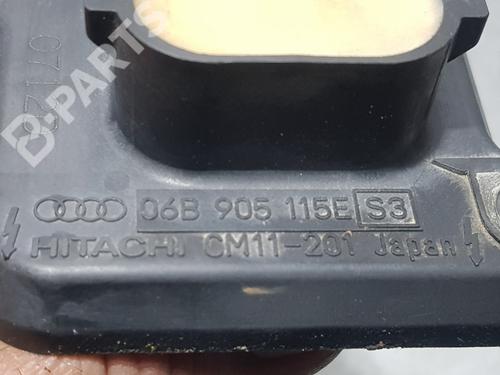 B-PARTS
06B 905 115E S3
HITACHI CM11-201 Japan